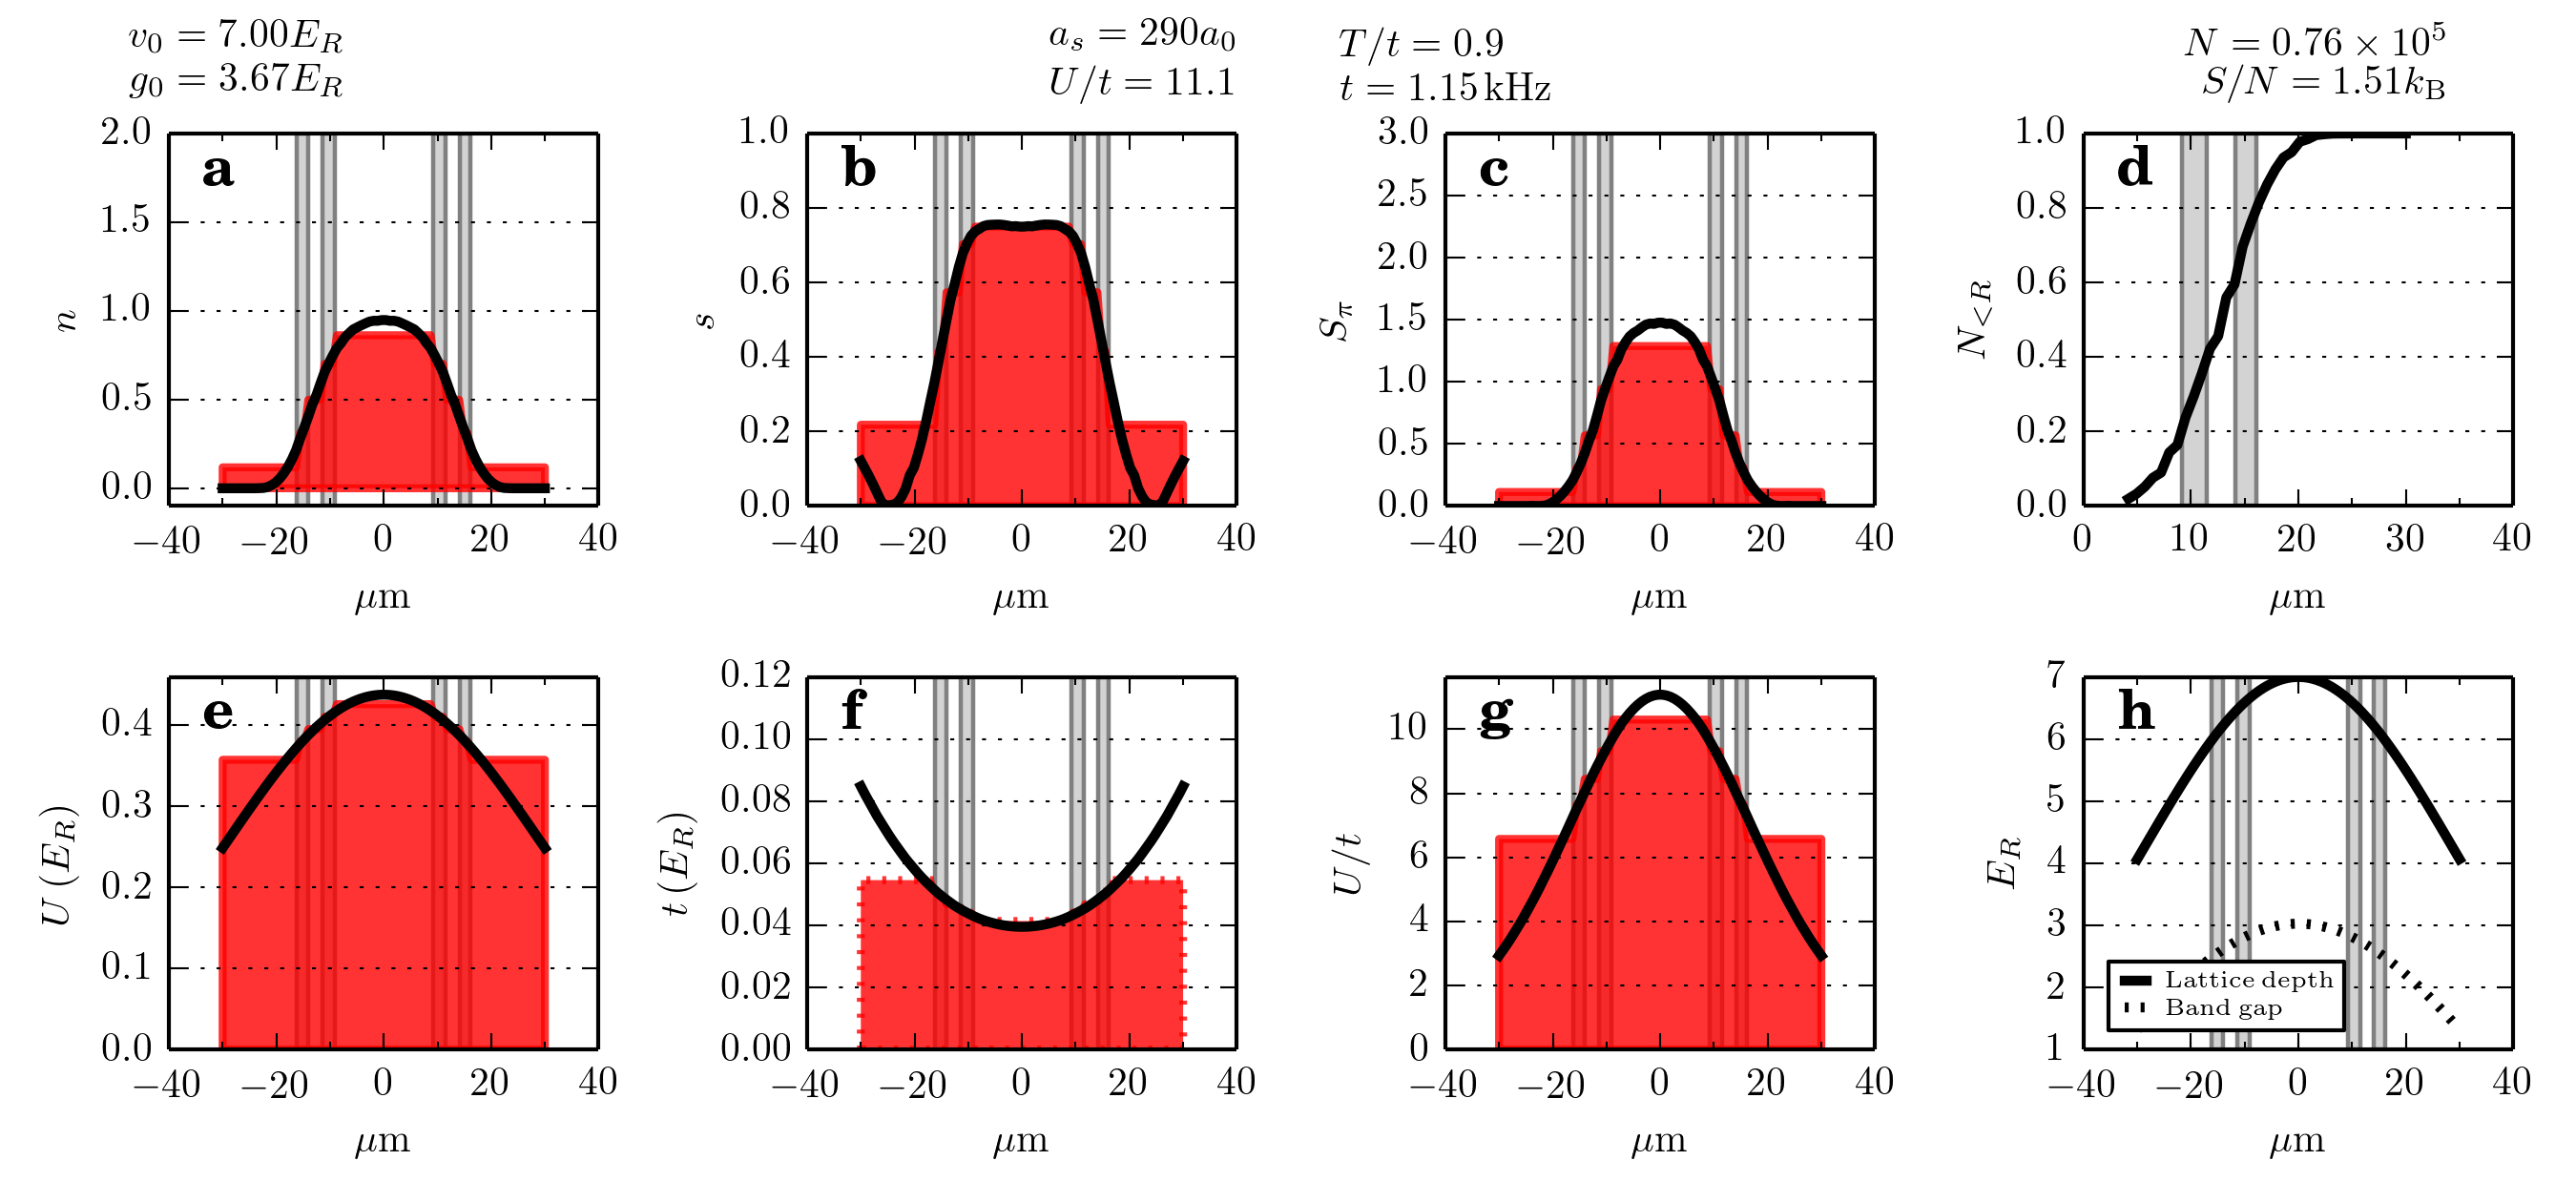 v₀ = 7.00E_R
g₀ = 3.67E_R
a_s = 290a₀
U/t = 11.1
T/t = 0.9
t = 1.15 kHz
N = 0.76 × 10⁵
S/N = 1.51k_B
a
2.0
1.5
1.0
0.5
0.0
n
−40 −20 0 20 40
μm
b
1.0
0.8
0.6
0.4
0.2
0.0
s
−40 −20 0 20 40
μm
c
3.0
2.5
2.0
1.5
1.0
0.5
0.0
S_π
−40 −20 0 20 40
μm
d
1.0
0.8
0.6
0.4
0.2
0.0
N_{<R}
0 10 20 30 40
μm
e
0.4
0.3
0.2
0.1
0.0
U (E_R)
−40 −20 0 20 40
μm
f
0.12
0.10
0.08
0.06
0.04
0.02
0.00
t (E_R)
−40 −20 0 20 40
μm
g
10
8
6
4
2
0
U/t
−40 −20 0 20 40
μm
h
7
6
5
4
3
2
1
E_R
Lattice depth
Band gap
−40 −20 0 20 40
μm